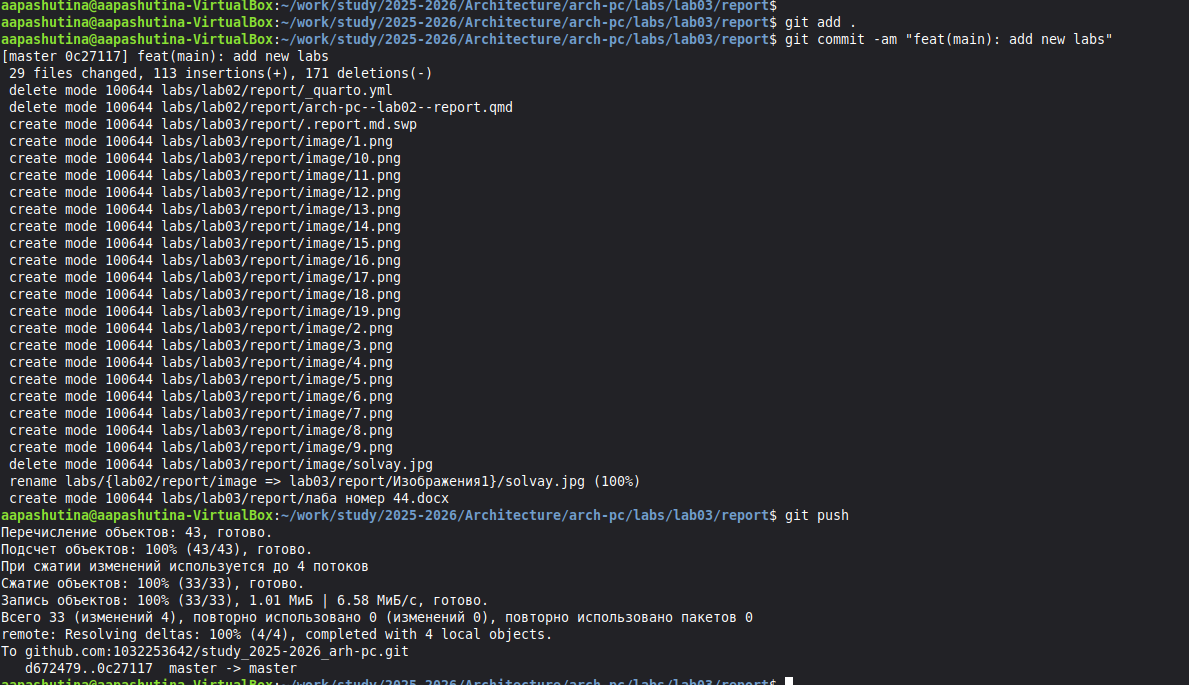 aapashutina@aapashutina-VirtualBox:~/work/study/2025-2026/Architecture/arch-pc/labs/lab03/report$
aapashutina@aapashutina-VirtualBox:~/work/study/2025-2026/Architecture/arch-pc/labs/lab03/report$ git add .
aapashutina@aapashutina-VirtualBox:~/work/study/2025-2026/Architecture/arch-pc/labs/lab03/report$ git commit -am "feat(main): add new labs"
[master 0c27117] feat(main): add new labs
 29 files changed, 113 insertions(+), 171 deletions(-)
 delete mode 100644 labs/lab02/report/_quarto.yml
 delete mode 100644 labs/lab02/report/arch-pc--lab02--report.qmd
 create mode 100644 labs/lab03/report/.report.md.swp
 create mode 100644 labs/lab03/report/image/1.png
 create mode 100644 labs/lab03/report/image/10.png
 create mode 100644 labs/lab03/report/image/11.png
 create mode 100644 labs/lab03/report/image/12.png
 create mode 100644 labs/lab03/report/image/13.png
 create mode 100644 labs/lab03/report/image/14.png
 create mode 100644 labs/lab03/report/image/15.png
 create mode 100644 labs/lab03/report/image/16.png
 create mode 100644 labs/lab03/report/image/17.png
 create mode 100644 labs/lab03/report/image/18.png
 create mode 100644 labs/lab03/report/image/19.png
 create mode 100644 labs/lab03/report/image/2.png
 create mode 100644 labs/lab03/report/image/3.png
 create mode 100644 labs/lab03/report/image/4.png
 create mode 100644 labs/lab03/report/image/5.png
 create mode 100644 labs/lab03/report/image/6.png
 create mode 100644 labs/lab03/report/image/7.png
 create mode 100644 labs/lab03/report/image/8.png
 create mode 100644 labs/lab03/report/image/9.png
 delete mode 100644 labs/lab03/report/image/solvay.jpg
 rename labs/{lab02/report/image => lab03/report/Изображения1}/solvay.jpg (100%)
 create mode 100644 labs/lab03/report/лаба номер 44.docx
aapashutina@aapashutina-VirtualBox:~/work/study/2025-2026/Architecture/arch-pc/labs/lab03/report$ git push
Перечисление объектов: 43, готово.
Подсчет объектов: 100% (43/43), готово.
При сжатии изменений используется до 4 потоков
Сжатие объектов: 100% (33/33), готово.
Запись объектов: 100% (33/33), 1.01 МиБ | 6.58 МиБ/с, готово.
Всего 33 (изменений 4), повторно использовано 0 (изменений 0), повторно использовано пакетов 0
remote: Resolving deltas: 100% (4/4), completed with 4 local objects.
To github.com:1032253642/study_2025-2026_arh-pc.git
   d672479..0c27117  master -> master
aapashutina@aapashutina-VirtualBox:~/work/study/2025-2026/Architecture/arch-pc/labs/lab03/report$